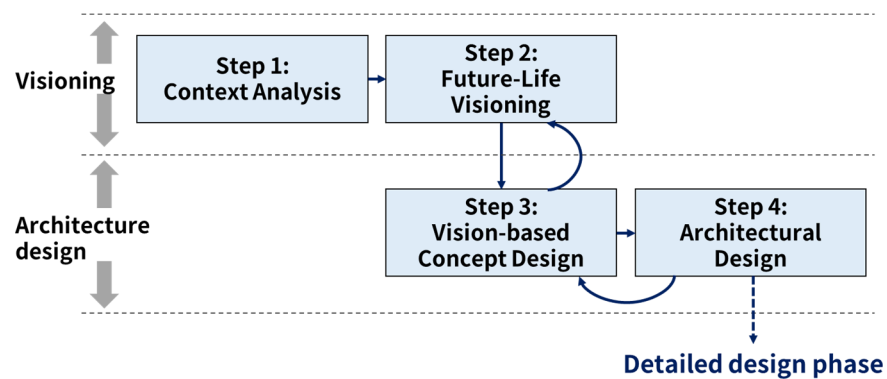 Visioning
Step 1:
Context Analysis
Step 2:
Future-Life
Visioning
Architecture
design
Step 3:
Vision-based
Concept Design
Step 4:
Architectural
Design
Detailed design phase